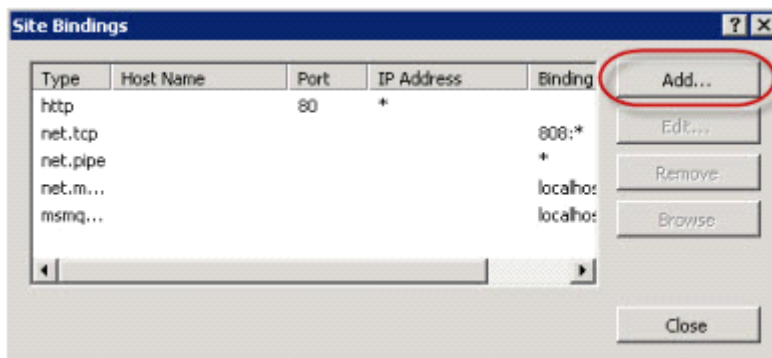 Site Bindings ? X
Type Host Name Port IP Address Binding
http 80 *
net.tcp 808:*
net.pipe *
net.m... localhos
msmq... localhos
Add...
Edit...
Remove
Browse
Close